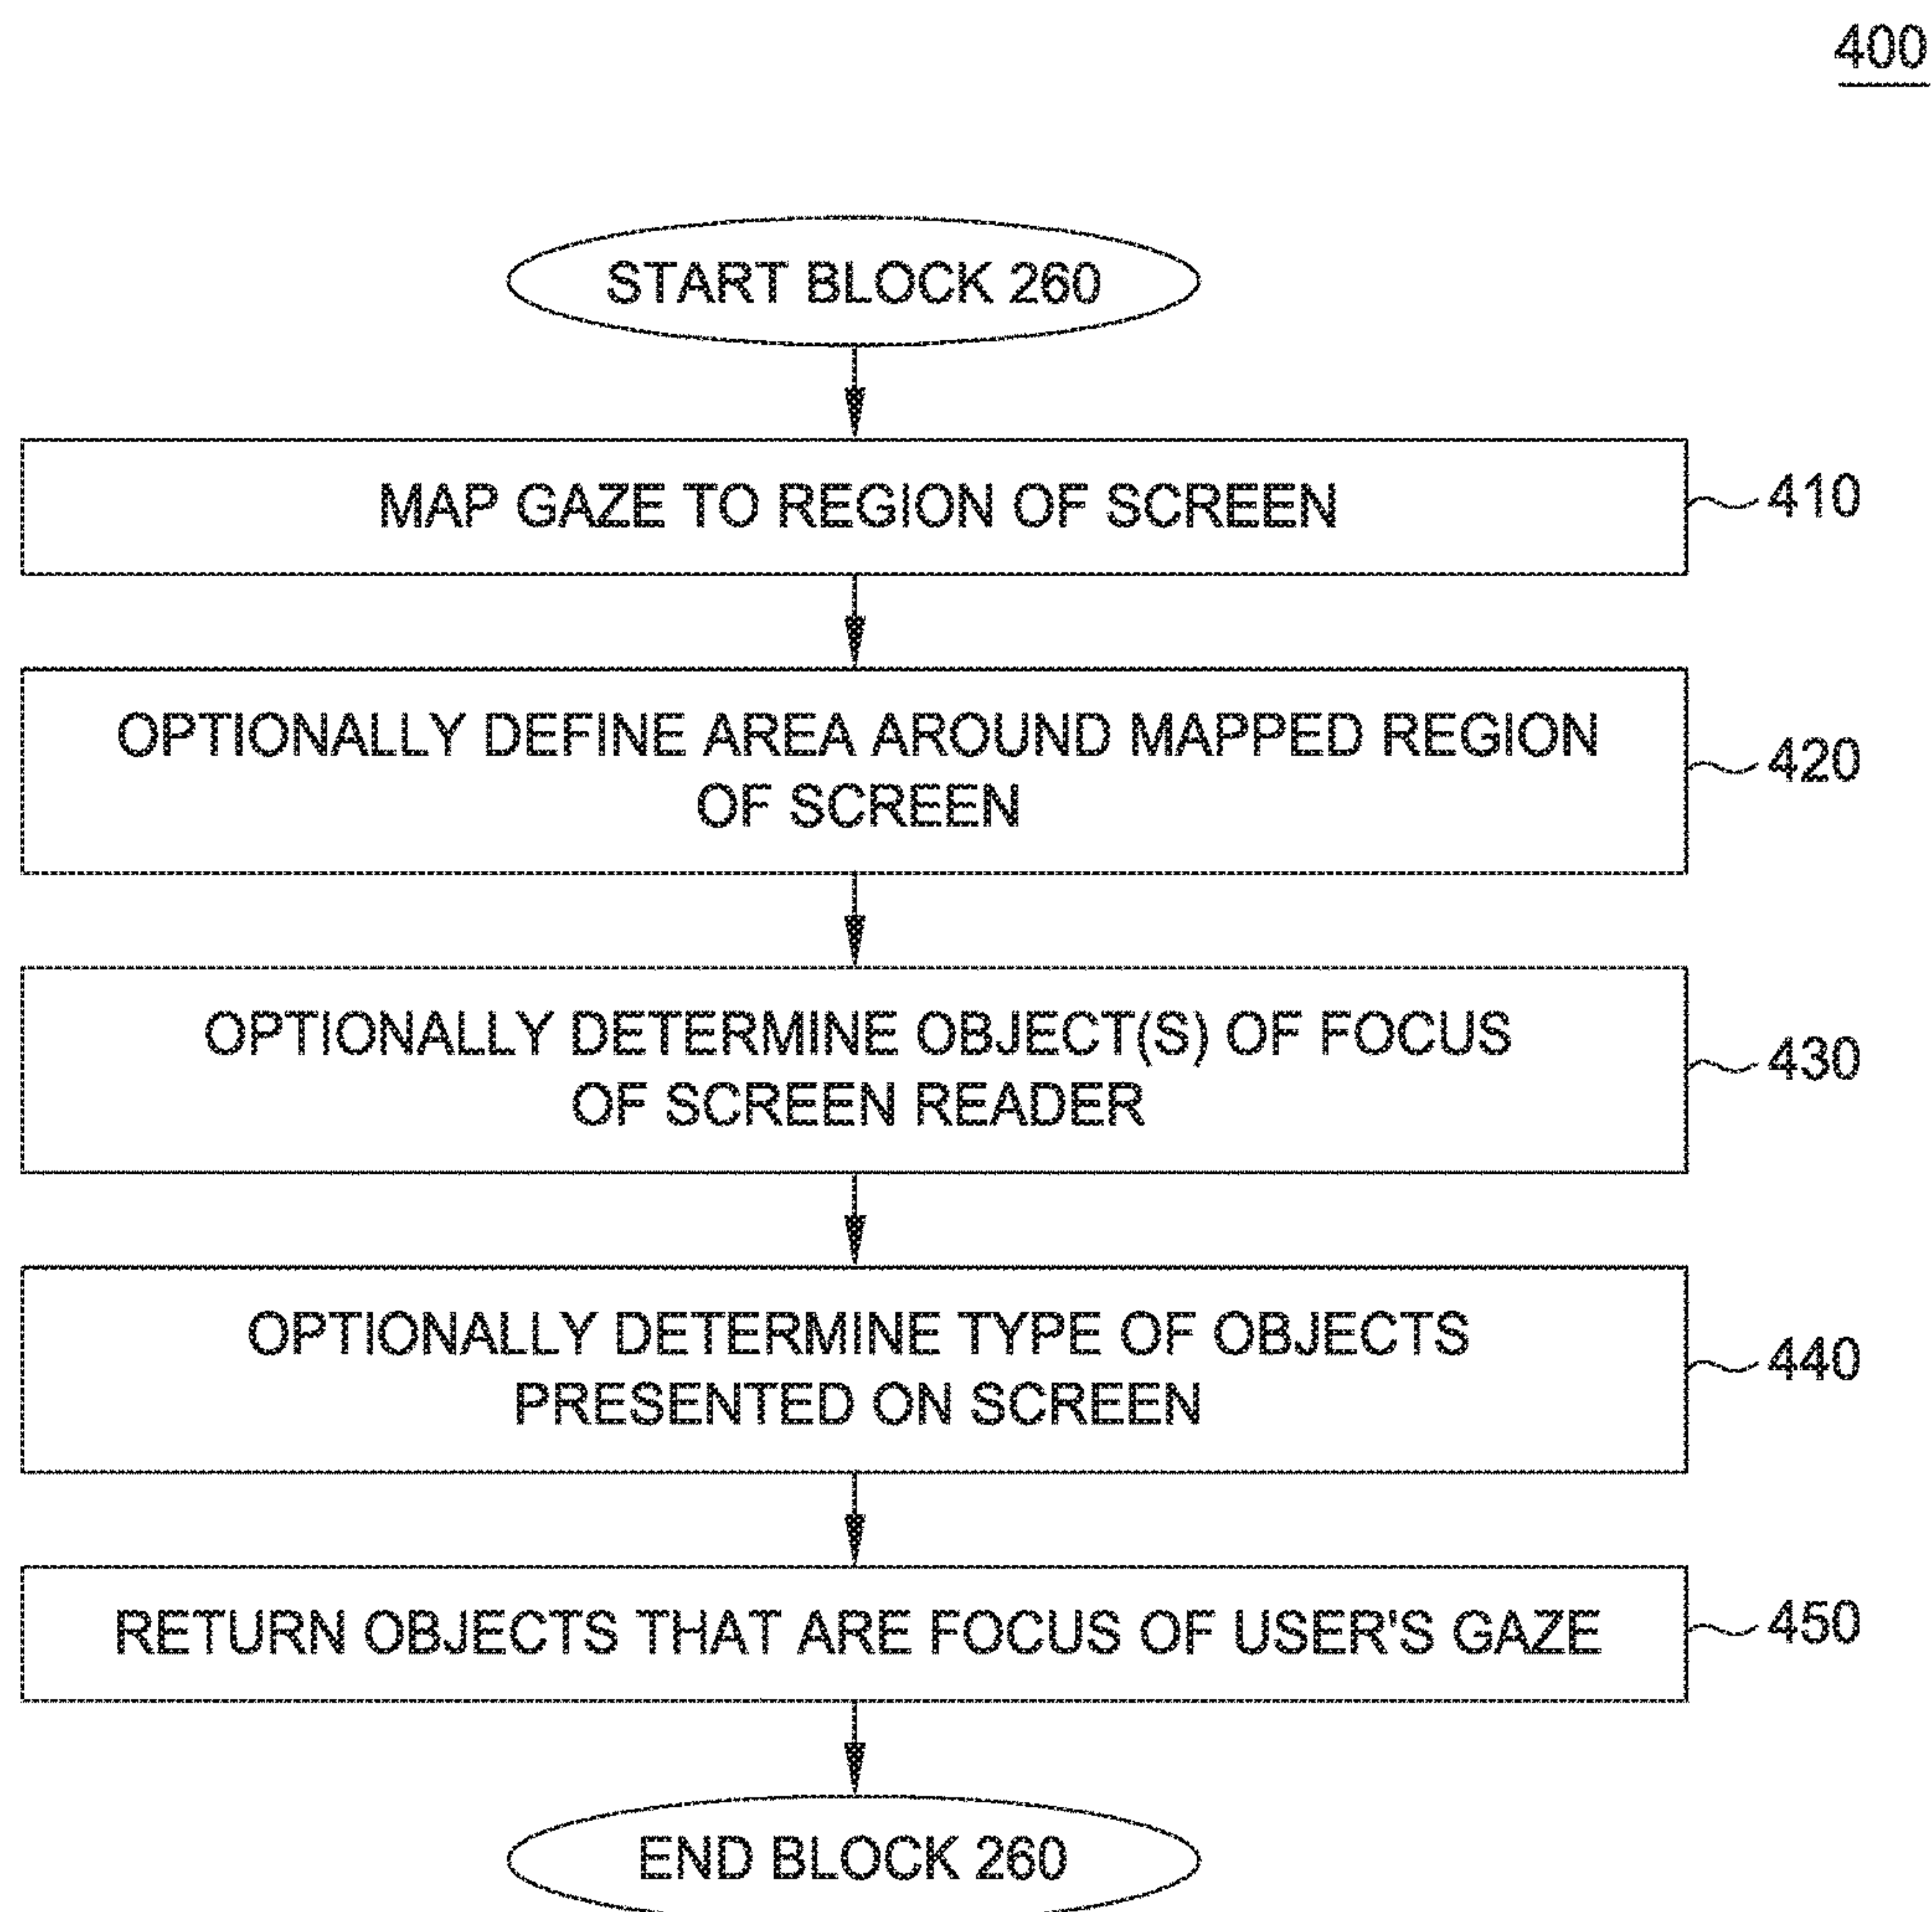 400
START BLOCK 260
MAP GAZE TO REGION OF SCREEN
410
OPTIONALLY DEFINE AREA AROUND MAPPED REGION
OF SCREEN
420
OPTIONALLY DETERMINE OBJECT(S) OF FOCUS
OF SCREEN READER
430
OPTIONALLY DETERMINE TYPE OF OBJECTS
PRESENTED ON SCREEN
440
RETURN OBJECTS THAT ARE FOCUS OF USER'S GAZE
450
END BLOCK 260